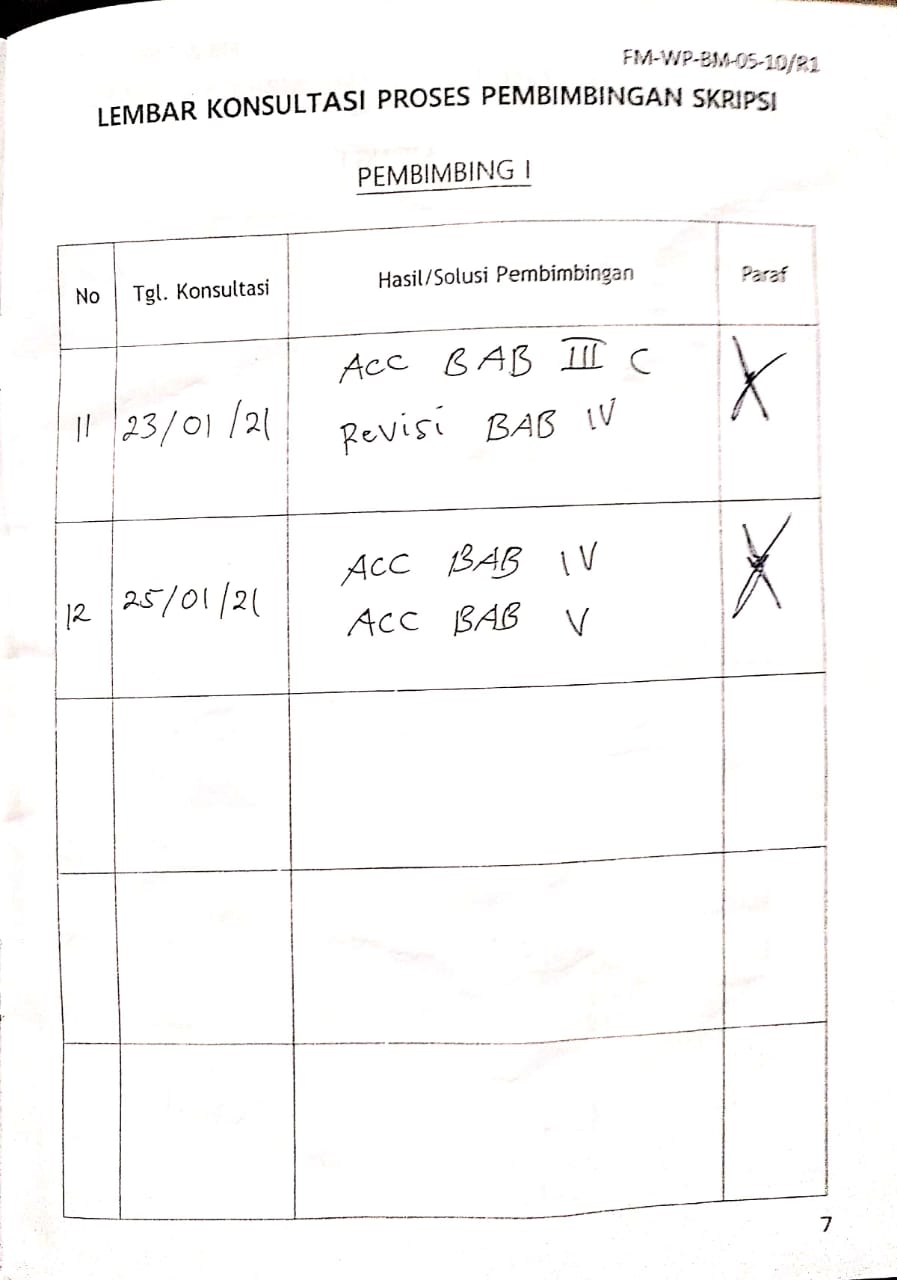 FM-WP-BM-05-10/R1
LEMBAR KONSULTASI PROSES PEMBIMBINGAN SKRIPSI
PEMBIMBING I
No Tgl. Konsultasi Hasil/Solusi Pembimbingan Paraf
Acc BAB III C
11 23/01/21 Revisi BAB IV
ACC BAB IV
12 25/01/21 ACC BAB V
7